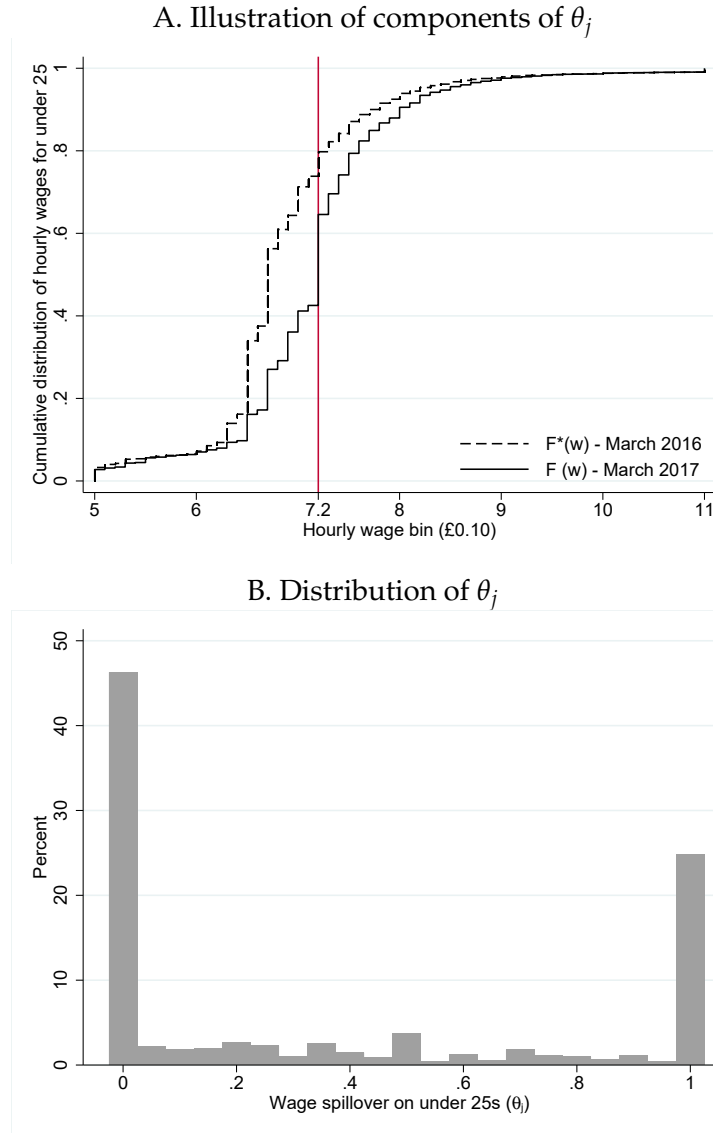 A. Illustration of components of θj
Cumulative distribution of hourly wages for under 25
1
.8
.6
.4
.2
0
F*(w) - March 2016
F (w) - March 2017
5 6 7.2 8 9 10 11
Hourly wage bin (£0.10)
B. Distribution of θj
Percent
50
40
30
20
10
0
0 .2 .4 .6 .8 1
Wage spillover on under 25s (θj)